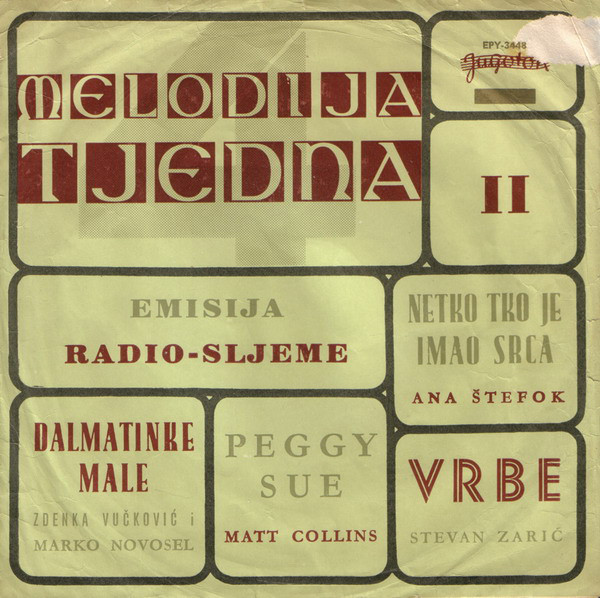 MELODIJA
TJEDNA
EPY-3448
Jugoton
II
EMISIJA
RADIO-SLJEME
NETKO TKO JE
IMAO SRCA
ANA ŠTEFOK
DALMATINKE
MALE
ZDENKA VUČKOVIĆ i
MARKO NOVOSEL
PEGGY
SUE
MATT COLLINS
VRBE
STEVAN ZARIĆ
4